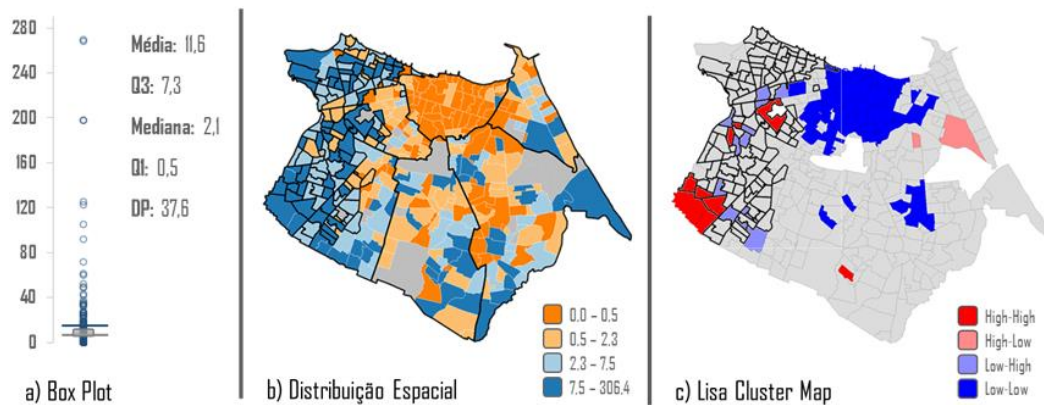 280
240
200
160
120
80
40
0
Média: 11,6
Q3: 7,3
Mediana: 2,1
Q1: 0,5
DP: 37,6
a) Box Plot
0.0 – 0.5
0.5 – 2.3
2.3 – 7.5
7.5 – 306.4
b) Distribuição Espacial
High-High
High-Low
Low-High
Low-Low
c) Lisa Cluster Map